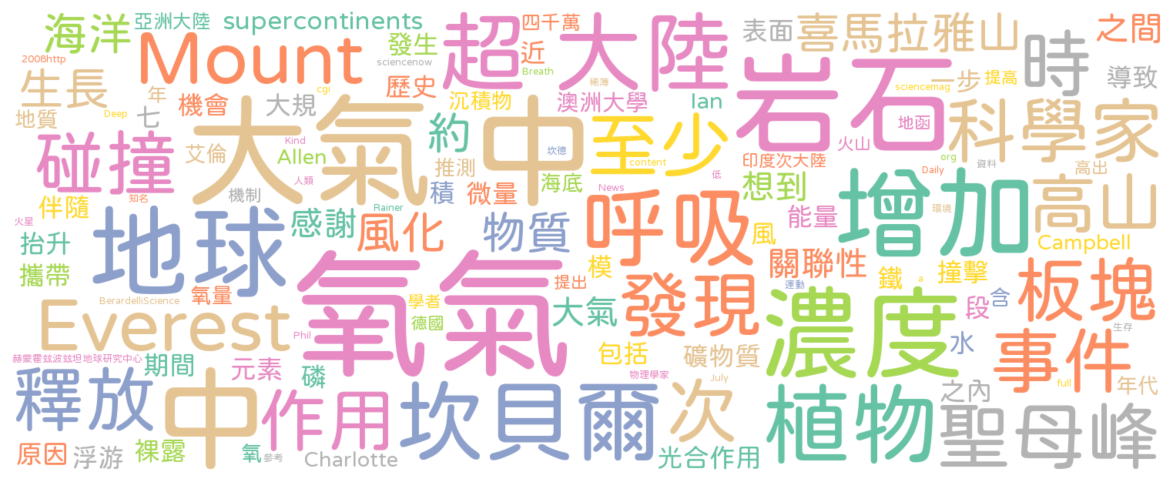 海洋 亞洲大陸 supercontinents 發生 超大陸 四千萬 表面 喜馬拉雅山 之間
2008http Mount sciencenow 近 Breath 稀薄 岩石 時 導致
生長 年 機會 cgi 大規 歷史 沉積物 澳洲大學 Ian sciencemag 一步 提高
地質 Deep 七 大氣中 約 至少 地函 科學家
碰撞 Kind 艾倫 Allen 推測 坎德 content 印度次大陸 火山 org 資料
知名 機制 人類 積 微量 海底 News 低 想到 Daily 高出
伴隨 Rainer 能量 增加 環境 高山
火星 地球 感謝 風化 物質 呼吸 風 Campbell
抬升 關聯性
攜帶 BerardelliScience 氧量 氧氣 提出 模 發現 運動 鐵 a 撞擊 板塊
Everest 學者 大氣 濃度 段 含
Phil 德國 水 生存
赫爾霍茲波茲坦地球研究中心 期間 元素 磷 包括 礦物質 事件
釋放 中 作用 坎貝爾 物理學家 次 July 植物 之內 full 年代
聖母峰
原因 浮游 裸露 氧 參考 Charlotte 光合作用